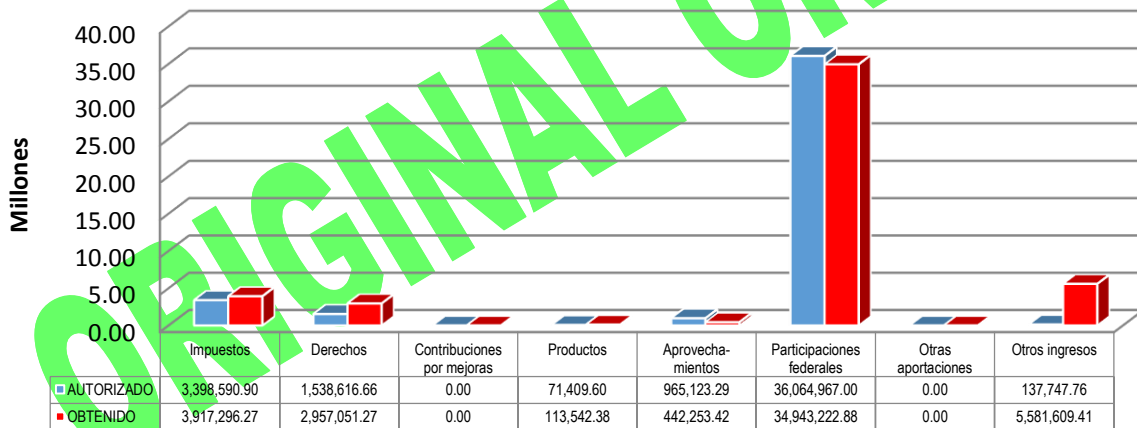 ORIGINAL
40.00
35.00
30.00
25.00
20.00
15.00
10.00
5.00
0.00
Millones
Impuestos Derechos Contribuciones por mejoras Productos Aprovecha-mientos Participaciones federales Otras aportaciones Otros ingresos
AUTORIZADO 3,398,590.90 1,538,616.66 0.00 71,409.60 965,123.29 36,064,967.00 0.00 137,747.76
OBTENIDO 3,917,296.27 2,957,051.27 0.00 113,542.38 442,253.42 34,943,222.88 0.00 5,581,609.41